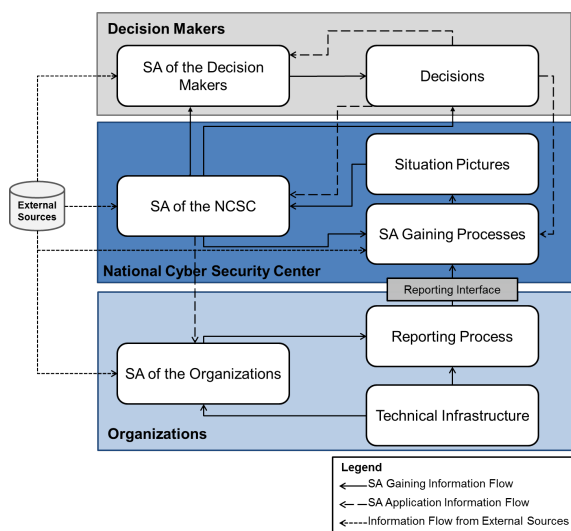 Decision Makers
SA of the Decision
Makers
Decisions
Situation Pictures
External
Sources
SA of the NCSC
SA Gaining Processes
National Cyber Security Center
Reporting Interface
Reporting Process
SA of the Organizations
Technical Infrastructure
Organizations
Legend
SA Gaining Information Flow
SA Application Information Flow
Information Flow from External Sources